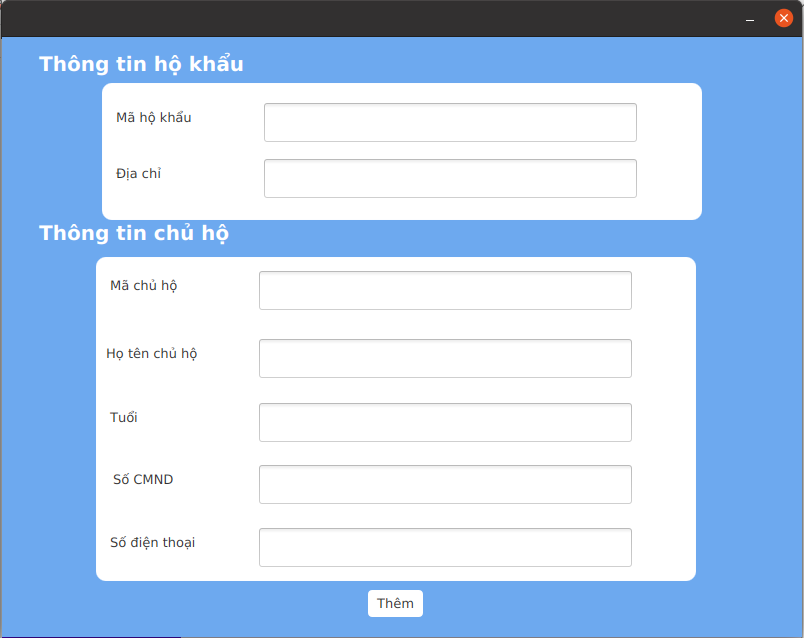 Thông tin hộ khẩu
Mã hộ khẩu
Địa chỉ
Thông tin chủ hộ
Mã chủ hộ
Họ tên chủ hộ
Tuổi
Số CMND
Số điện thoại
Thêm